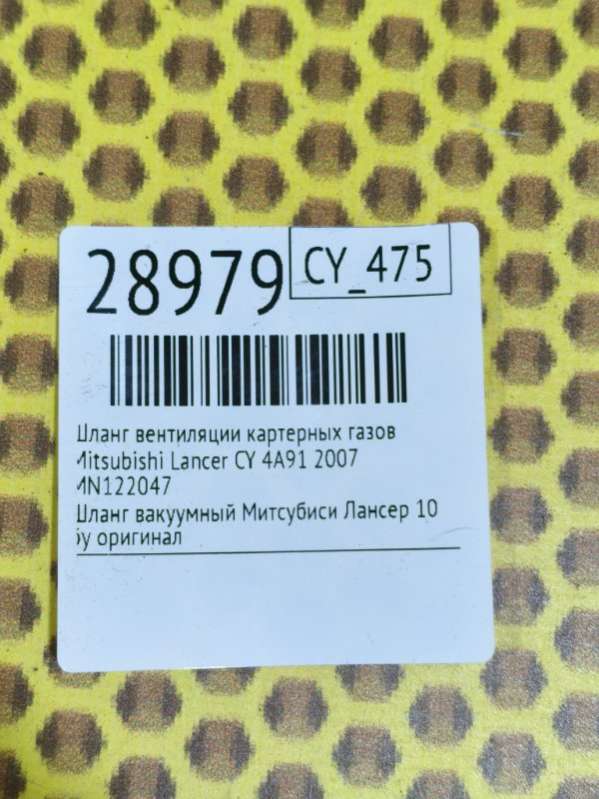 28979 CY_475
Шланг вентиляции картерных газов
Mitsubishi Lancer CY 4A91 2007
MN122047
Шланг вакуумный Митсубиси Лансер 10
бу оригинал